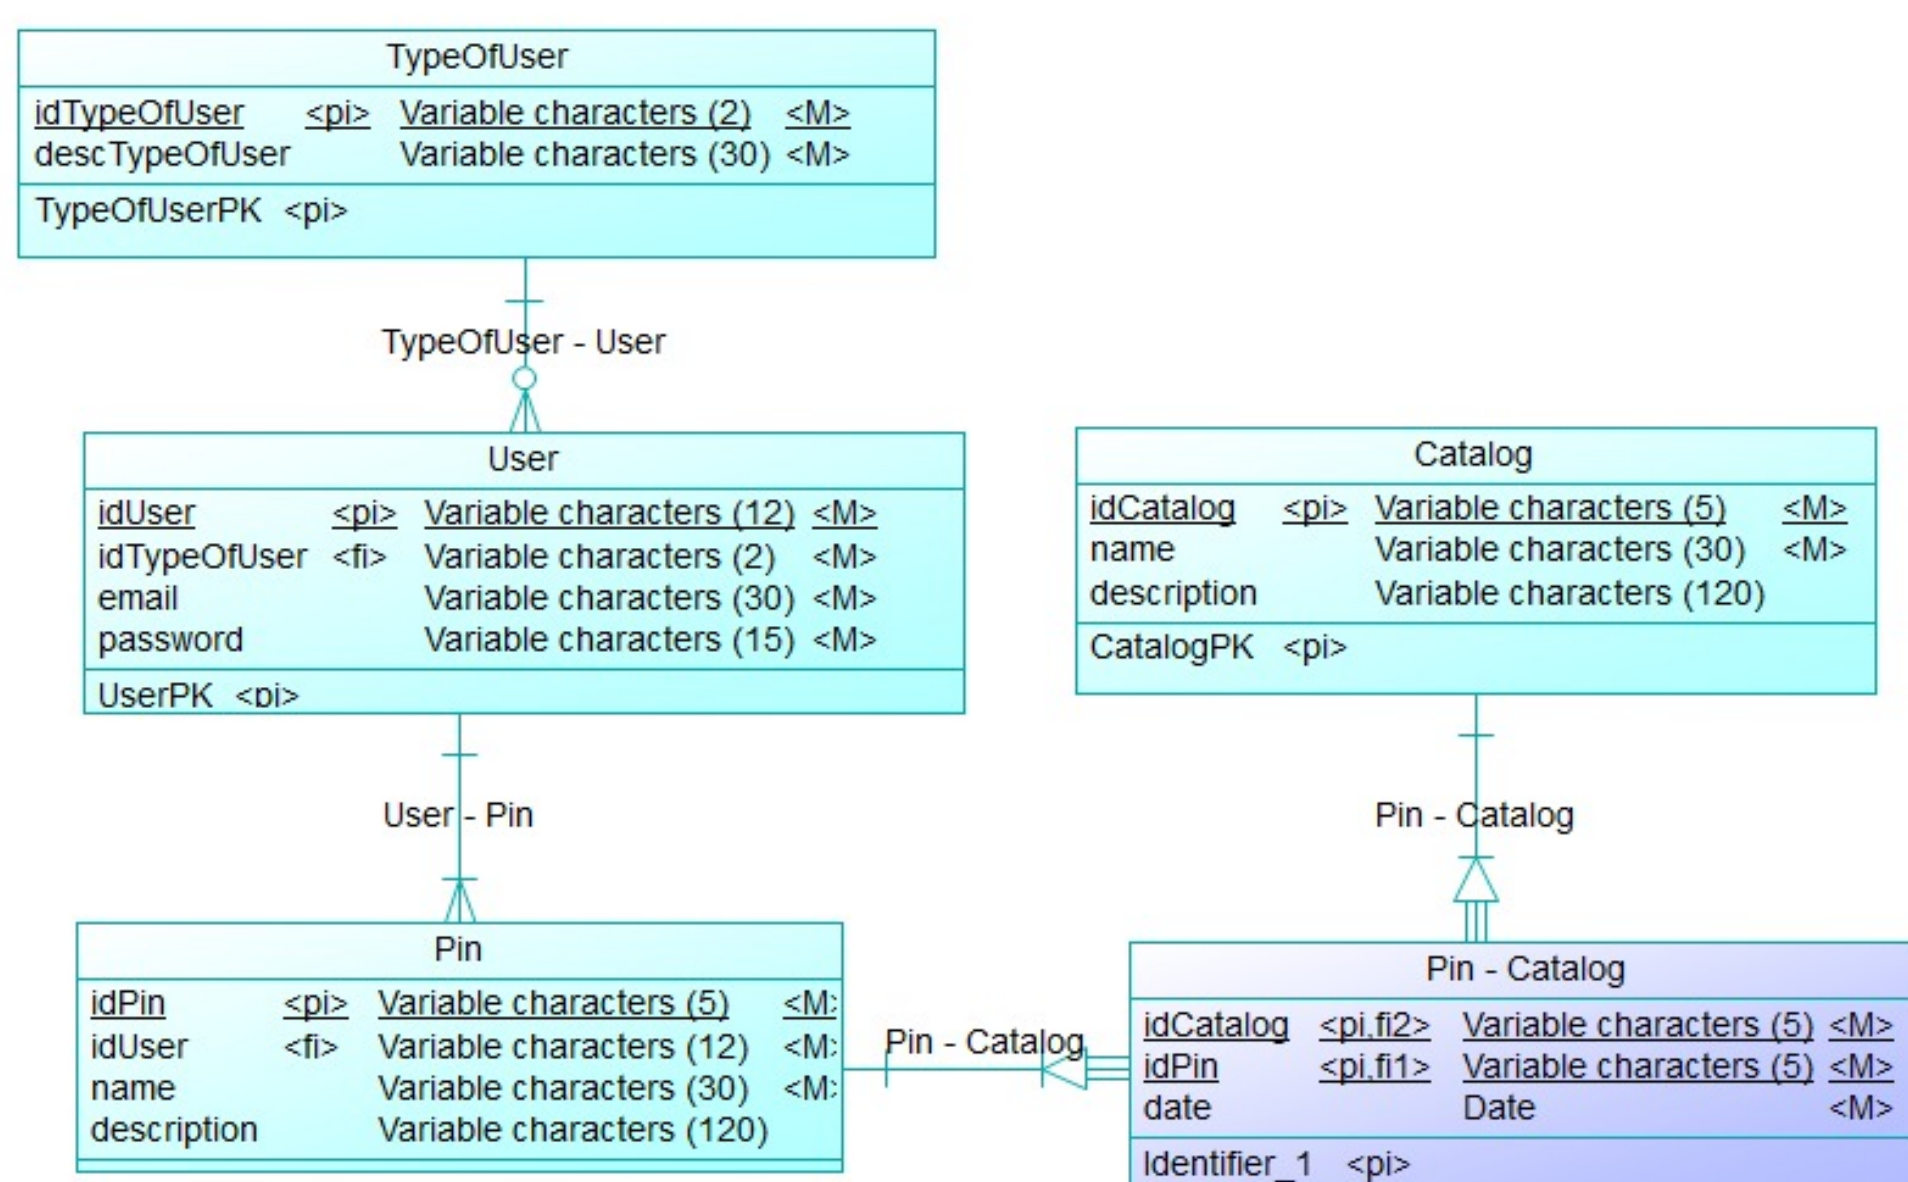 TypeOfUser
idTypeOfUser <pi> Variable characters (2) <M>
descTypeOfUser Variable characters (30) <M>
TypeOfUserPK <pi>
TypeOfUser - User
User
idUser <pi> Variable characters (12) <M>
idTypeOfUser <fi> Variable characters (2) <M>
email Variable characters (30) <M>
password Variable characters (15) <M>
UserPK <pi>
Catalog
idCatalog <pi> Variable characters (5) <M>
name Variable characters (30) <M>
description Variable characters (120)
CatalogPK <pi>
User - Pin
Pin - Catalog
Pin
idPin <pi> Variable characters (5) <M>
idUser <fi> Variable characters (12) <M>
name Variable characters (30) <M>
description Variable characters (120)
Pin - Catalog
Pin - Catalog
idCatalog <pi,fi2> Variable characters (5) <M>
idPin <pi,fi1> Variable characters (5) <M>
date Date <M>
Identifier_1 <pi>